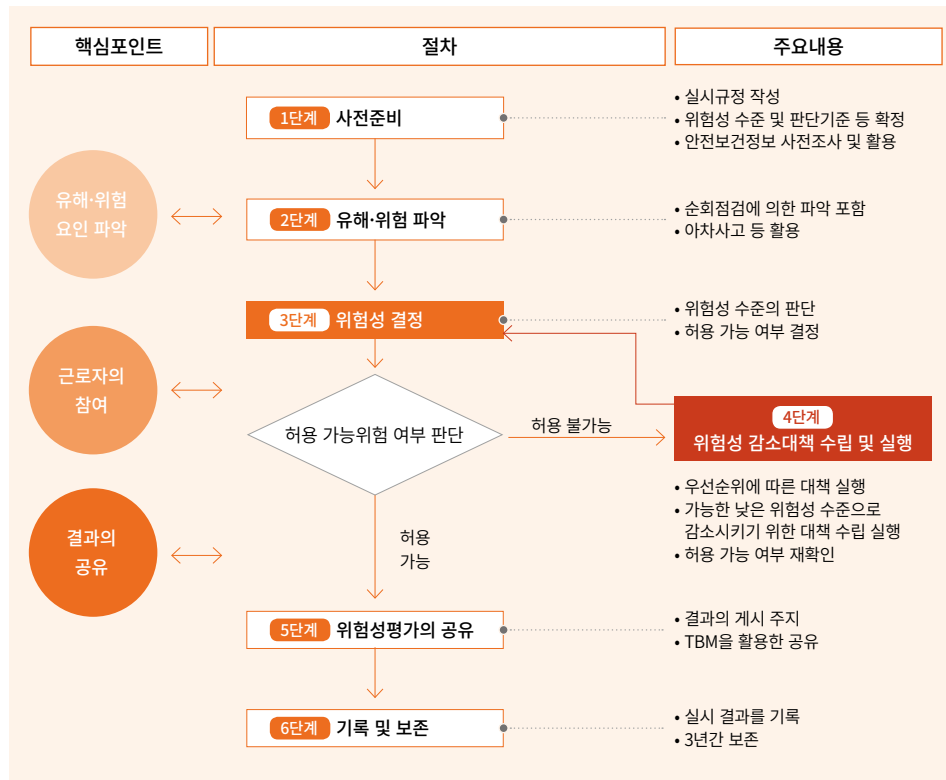 핵심포인트
절차
주요내용
1단계 사전준비
• 실시규정 작성
• 위험성 수준 및 판단기준 등 확정
• 안전보건정보 사전조사 및 활용
유해·위험
요인 파악
2단계 유해·위험 파악
• 순회점검에 의한 파악 포함
• 아차사고 등 활용
3단계 위험성 결정
• 위험성 수준의 판단
• 허용 가능 여부 결정
근로자의
참여
허용 가능위험 여부 판단
허용 불가능
4단계
위험성 감소대책 수립 및 실행
• 우선순위에 따른 대책 실행
• 가능한 낮은 위험성 수준으로
감소시키기 위한 대책 수립 실행
• 허용 가능 여부 재확인
결과의
공유
허용
가능
5단계 위험성평가의 공유
• 결과의 게시 주지
• TBM을 활용한 공유
6단계 기록 및 보존
• 실시 결과를 기록
• 3년간 보존